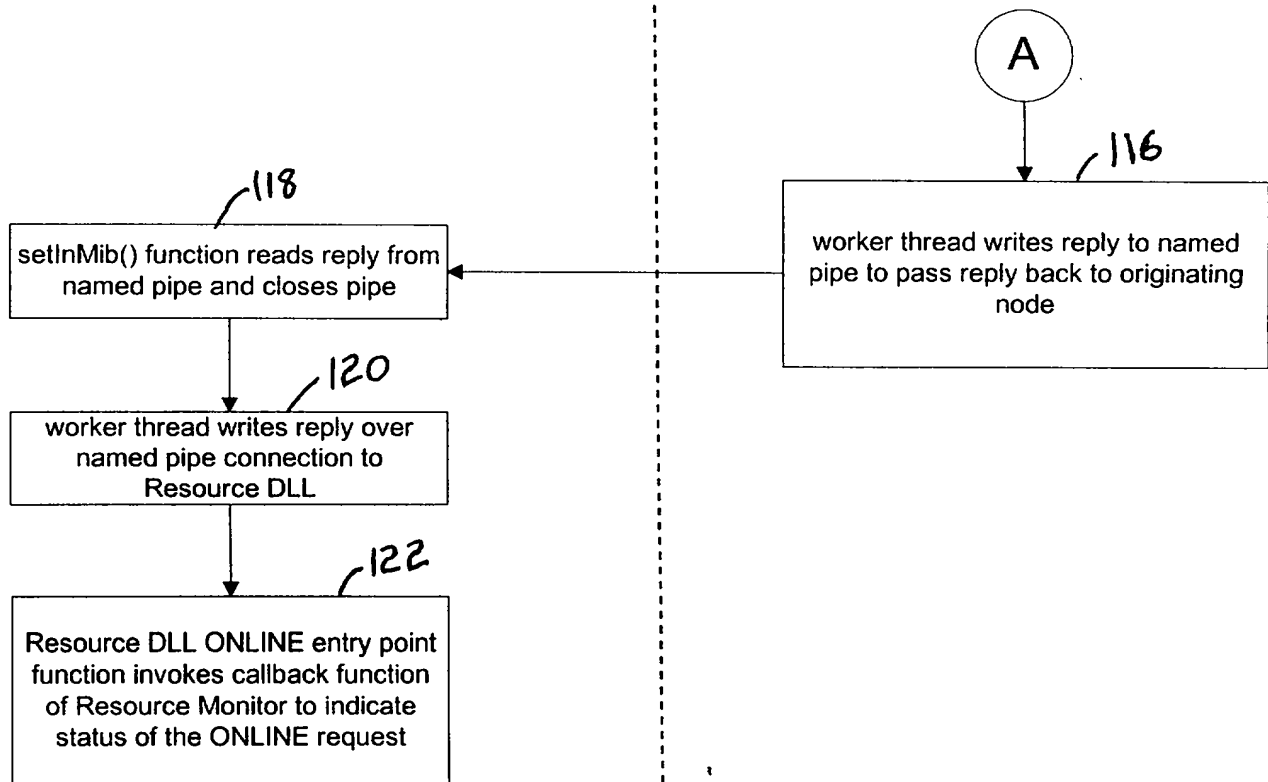 A
116
worker thread writes reply to named
pipe to pass reply back to originating
node
118
setInMib() function reads reply from
named pipe and closes pipe
120
worker thread writes reply over
named pipe connection to
Resource DLL
122
Resource DLL ONLINE entry point
function invokes callback function
of Resource Monitor to indicate
status of the ONLINE request